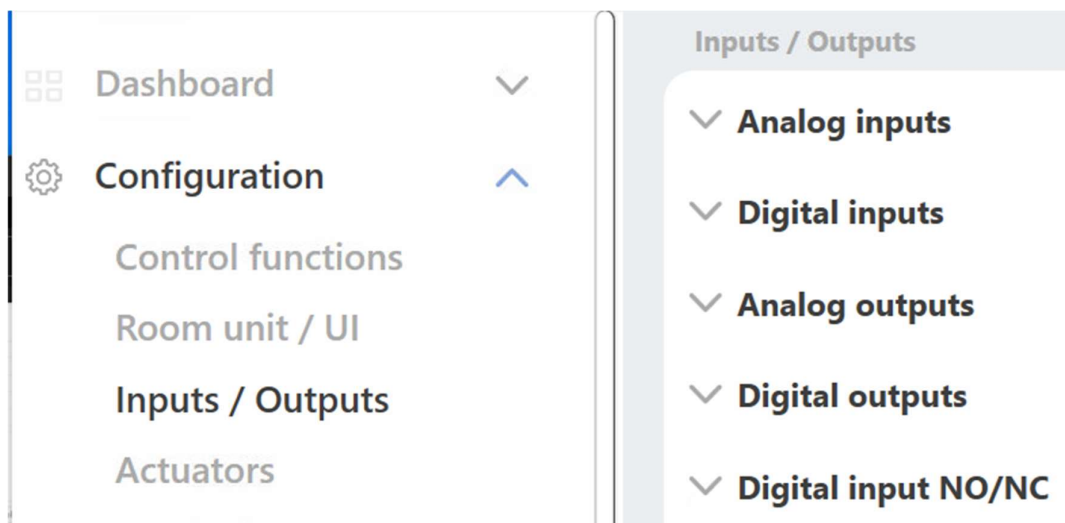 Dashboard
Configuration
Control functions
Room unit / UI
Inputs / Outputs
Actuators
Inputs / Outputs
Analog inputs
Digital inputs
Analog outputs
Digital outputs
Digital input NO/NC